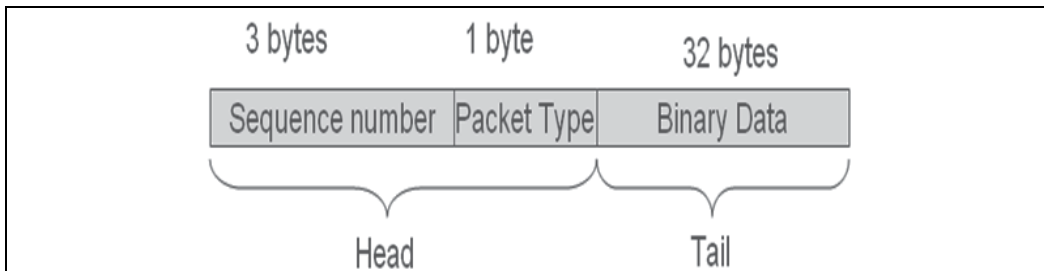 3 bytes 1 byte 32 bytes
Sequence number Packet Type Binary Data
Head Tail